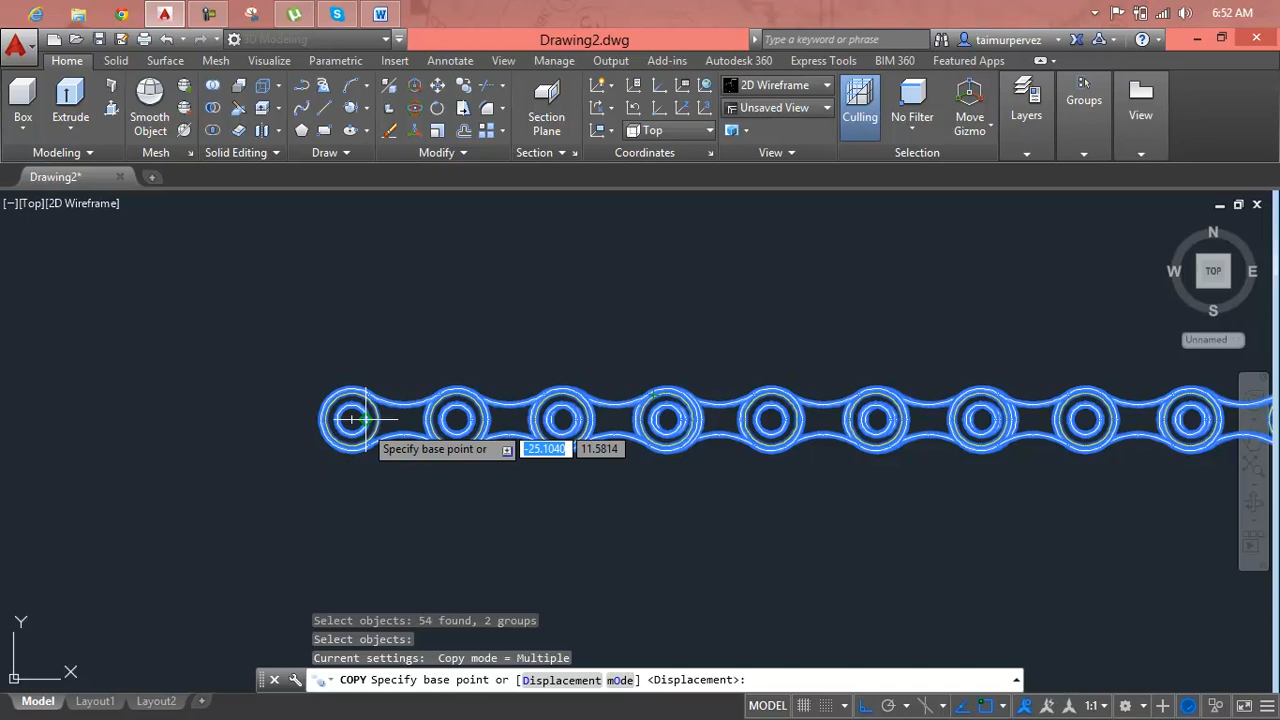 6:52 AM
3D Modeling
Drawing2.dwg
Type a keyword or phrase
taimurpervez
Home Solid Surface Mesh Visualize Parametric Insert Annotate View Manage Output Add-ins Autodesk 360 Express Tools BIM 360 Featured Apps
2D Wireframe
Unsaved View
Top
Box Extrude Smooth Object Section Plane Culling No Filter Move Gizmo Layers Groups View
Modeling Mesh Solid Editing Draw Modify Section Coordinates View Selection
Drawing2*
[−][Top][2D Wireframe]
N
W TOP E
S
Unnamed
Specify base point or -25.1040 11.5814
Select objects: 54 found, 2 groups
Select objects:
Current settings: Copy mode = Multiple
COPY Specify base point or [Displacement mOde] <Displacement>:
Y
X
Model Layout1 Layout2 +
MODEL 1:1